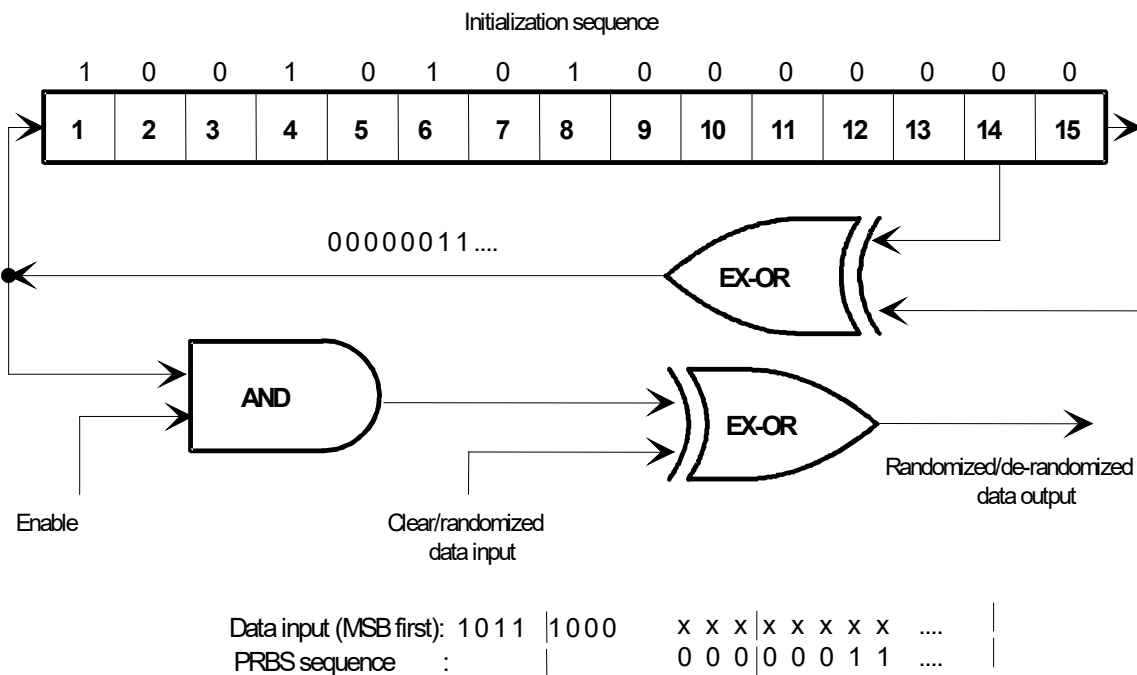 Initialization sequence
1 0 0 1 0 1 0 1 0 0 0 0 0 0 0
1 2 3 4 5 6 7 8 9 10 11 12 13 14 15
0 0 0 0 0 0 1 1 ....
EX-OR
AND
EX-OR
Randomized/de-randomized
data output
Enable
Clear/randomized
data input
Data input (MSB first): 1 0 1 1 1 0 0 0 x x x x x x x x ....
PRBS sequence : 0 0 0 0 0 0 1 1 ....